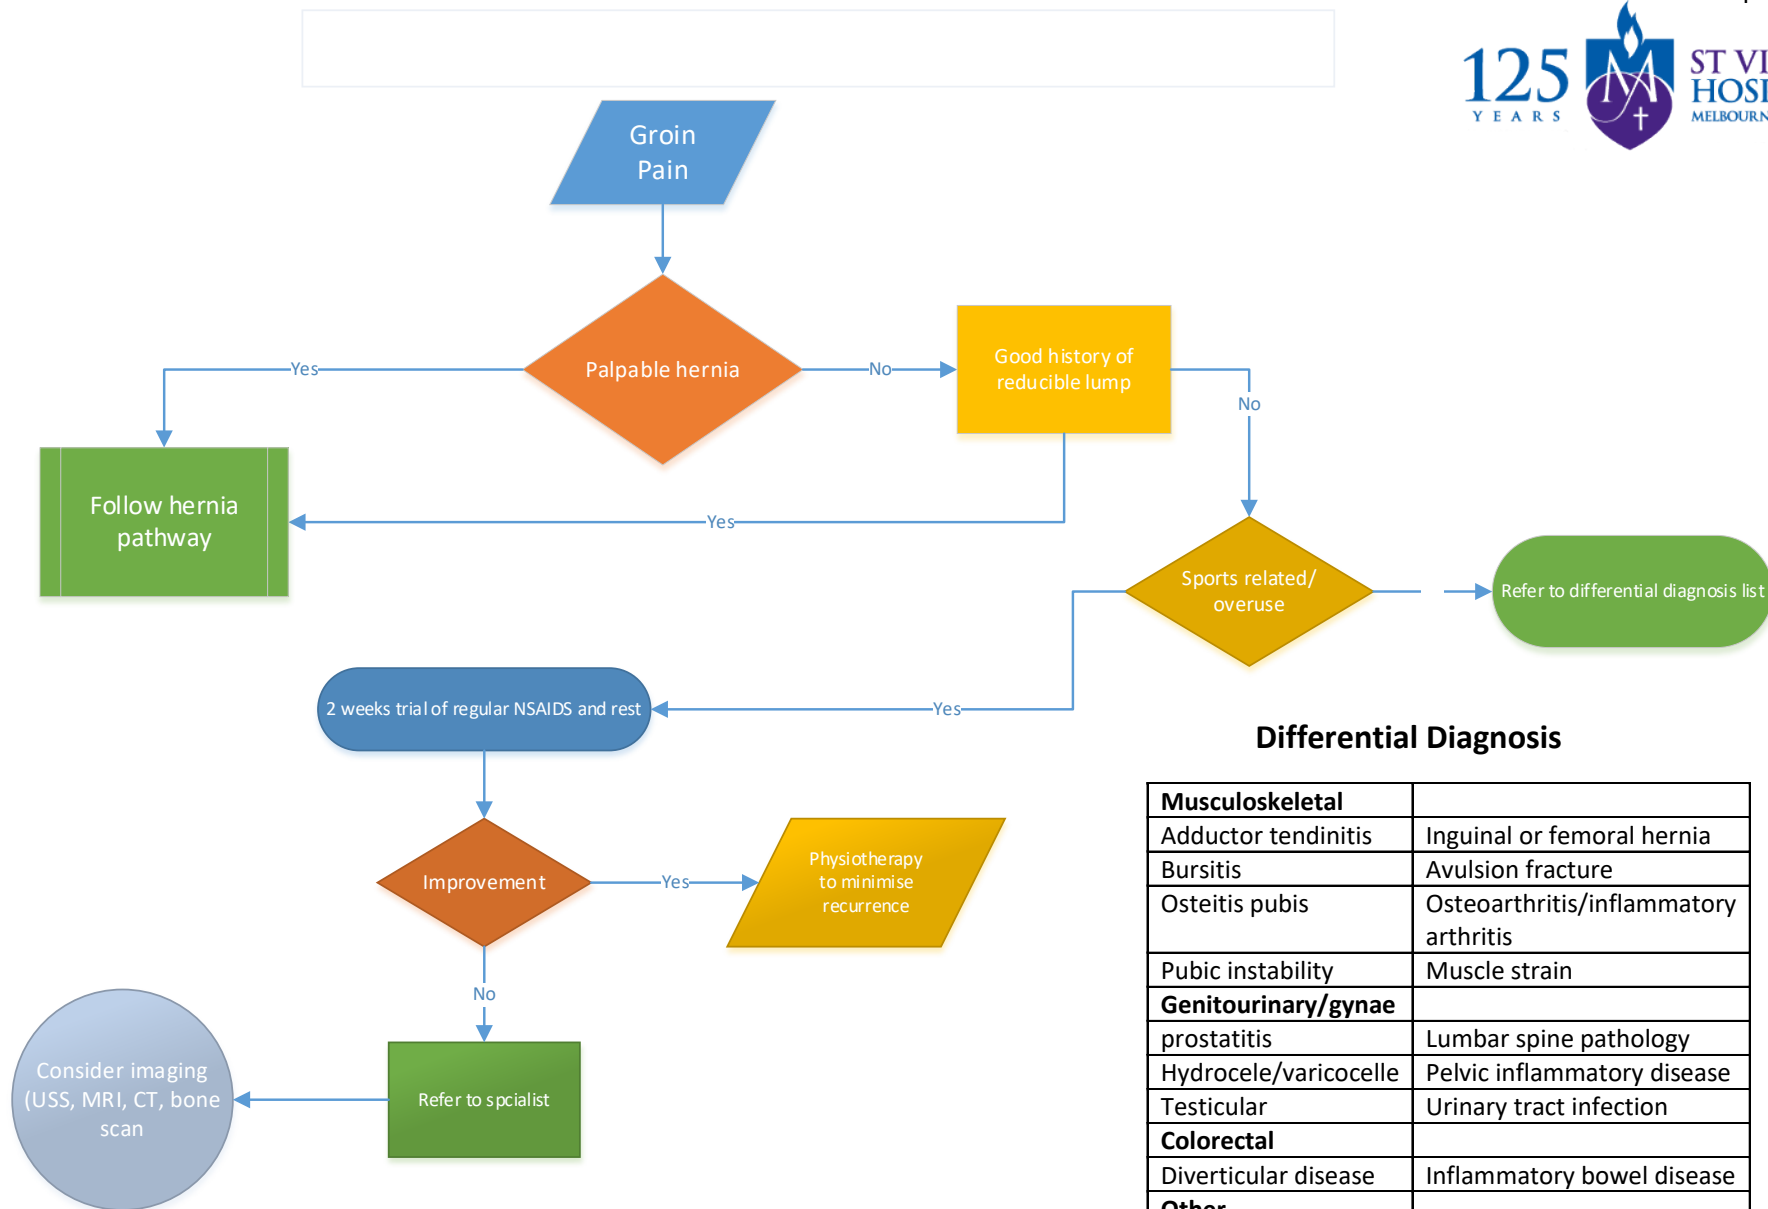 125
YEARS
ST VI
HOSI
MELBOURN
Groin
Pain
Palpable hernia
Yes
No
Good history of
reducible lump
No
Yes
Follow hernia
pathway
Sports related/
overuse
Refer to differential diagnosis list
Yes
2 weeks trial of regular NSAIDS and rest
Improvement
Yes
Physiotherapy
to minimise
recurrence
No
Refer to spcialist
Consider imaging
(USS, MRI, CT, bone
scan
Differential Diagnosis
Musculoskeletal
Adductor tendinitis Inguinal or femoral hernia
Bursitis Avulsion fracture
Osteitis pubis Osteoarthritis/inflammatory
arthritis
Pubic instability Muscle strain
Genitourinary/gynae
prostatitis Lumbar spine pathology
Hydrocele/varicocelle Pelvic inflammatory disease
Testicular Urinary tract infection
Colorectal
Diverticular disease Inflammatory bowel disease
Other